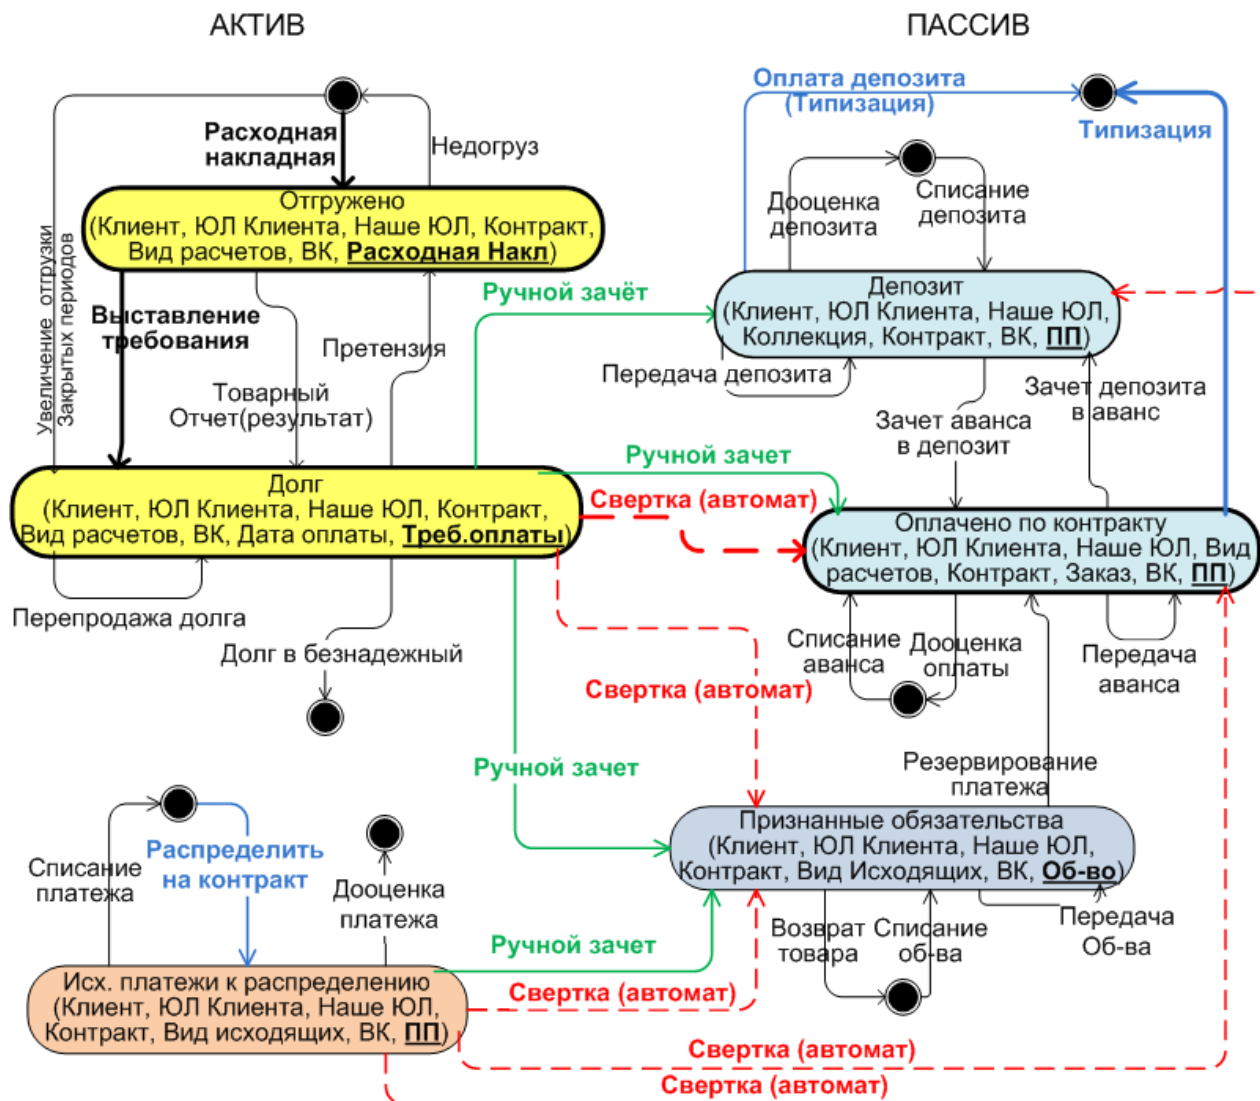 АКТИВ
ПАССИВ
Оплата депозита
(Типизация)
Типизация
Расходная
накладная
Недогруз
Дооценка
депозита
Списание
депозита
Отгружено
(Клиент, ЮЛ Клиента, Наше ЮЛ, Контракт,
Вид расчетов, ВК, Расходная Накл)
Увеличение отгрузки
Закрытых периодов
Выставление
требования
Претензия
Товарный
Отчет(результат)
Ручной зачёт
Депозит
(Клиент, ЮЛ Клиента, Наше ЮЛ,
Коллекция, Контракт, ВК, ПП)
Передача депозита
Зачет аванса
в депозит
Зачет депозита
в аванс
Ручной зачет
Свертка (автомат)
Долг
(Клиент, ЮЛ Клиента, Наше ЮЛ, Контракт,
Вид расчетов, ВК, Дата оплаты, Треб.оплаты)
Оплачено по контракту
(Клиент, ЮЛ Клиента, Наше ЮЛ, Вид
расчетов, Контракт, Заказ, ВК, ПП)
Перепродажа долга
Долг в безнадежный
Списание
аванса
Дооценка
оплаты
Передача
аванса
Свертка (автомат)
Ручной зачет
Резервирование
платежа
Признанные обязательства
(Клиент, ЮЛ Клиента, Наше ЮЛ,
Контракт, Вид Исходящих, ВК, Об-во)
Списание
платежа
Распределить
на контракт
Дооценка
платежа
Возврат
товара
Списание
об-ва
Передача
Об-ва
Ручной зачет
Исх. платежи к распределению
(Клиент, ЮЛ Клиента, Наше ЮЛ,
Контракт, Вид исходящих, ВК, ПП)
Свертка (автомат)
Свертка (автомат)
Свертка (автомат)